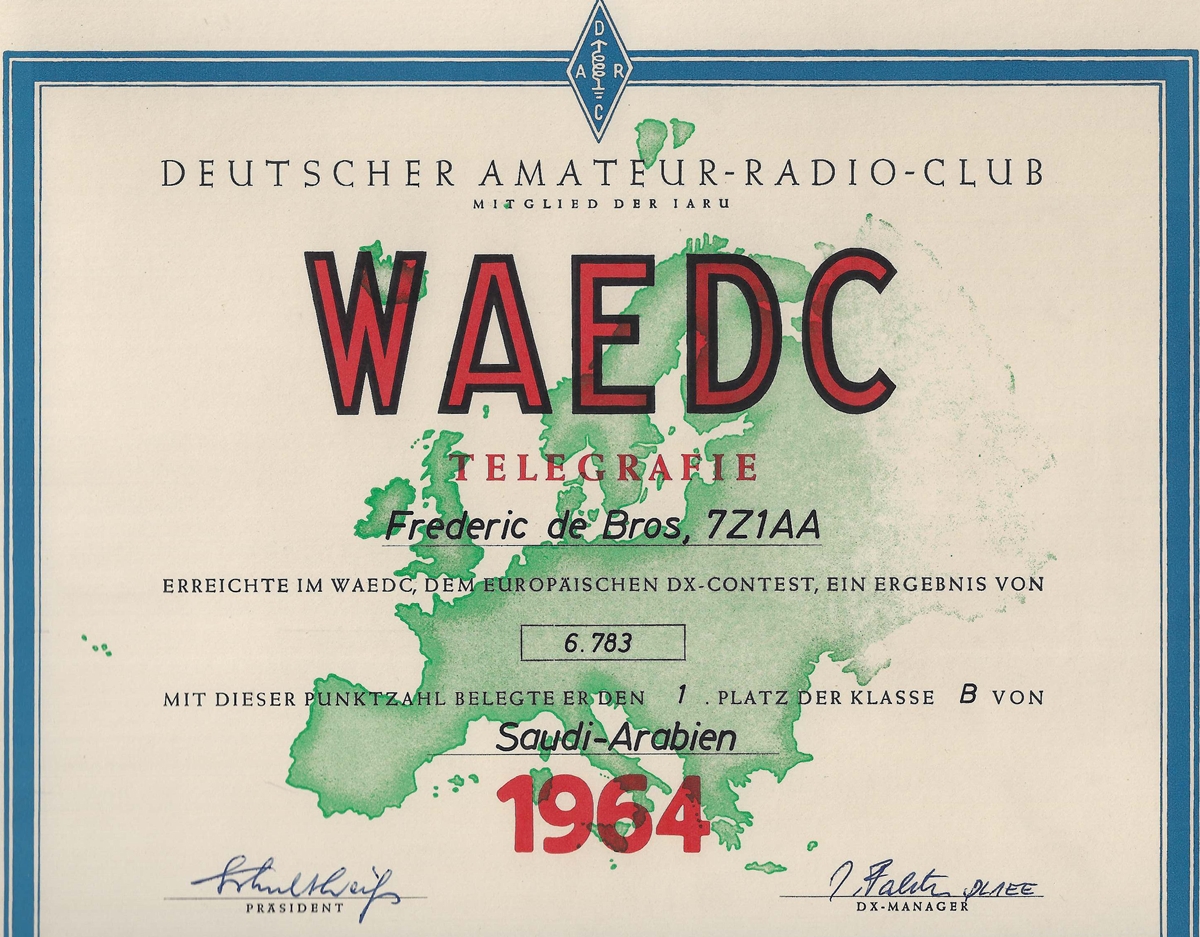 D
A R
C
DEUTSCHER AMATEUR-RADIO-CLUB
MITGLIED DER IARU
WAEDC
TELEGRAFIE
Frederic de Bros, 7Z1AA
ERREICHTE IM WAEDC, DEM EUROPÄISCHEN DX-CONTEST, EIN ERGEBNIS VON
6.783
MIT DIESER PUNKTZAHL BELEGTE ER DEN 1. PLATZ DER KLASSE B VON
Saudi-Arabien
1964
Schultheiß DL1EE
PRÄSIDENT DX-MANAGER